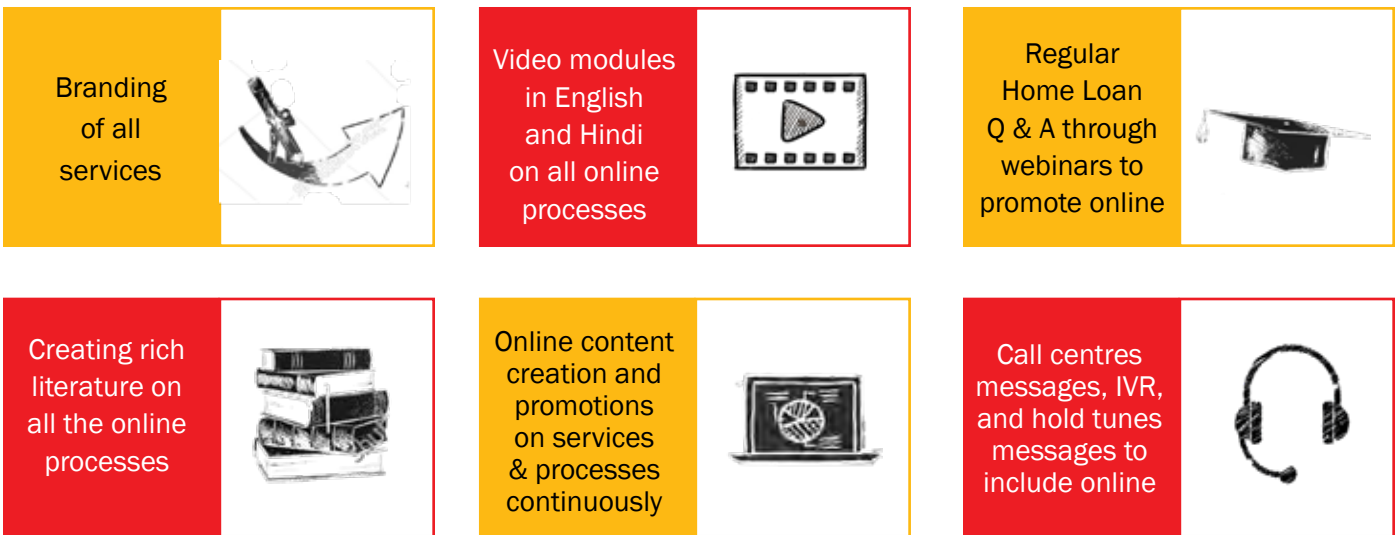 Branding
of all
services
Video modules
in English
and Hindi
on all online
processes
Regular
Home Loan
Q & A through
webinars to
promote online
Creating rich
literature on
all the online
processes
Online content
creation and
promotions
on services
& processes
continuously
Call centres
messages, IVR,
and hold tunes
messages to
include online